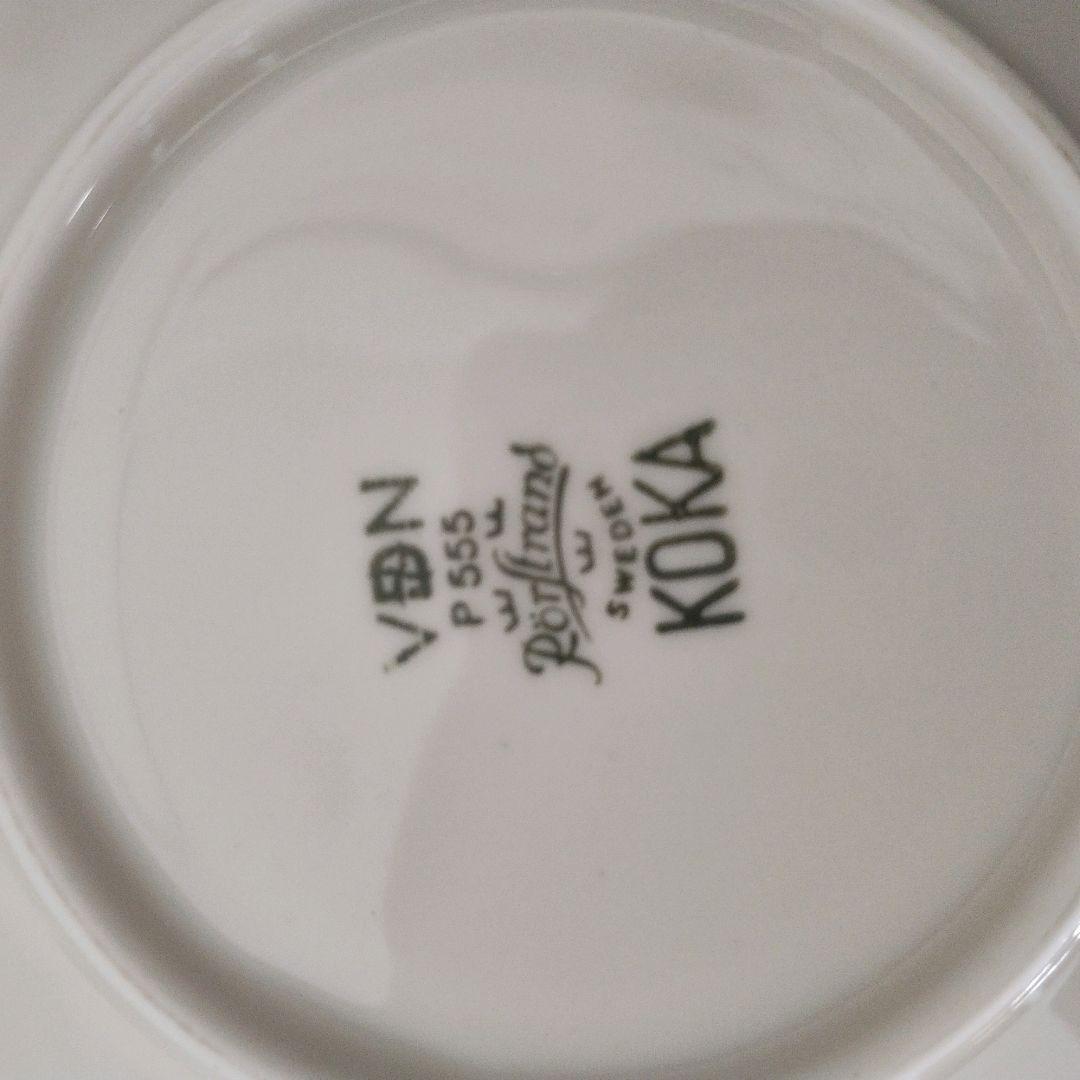 VDN
P 555
Rörstrand
SWEDEN
KOKA